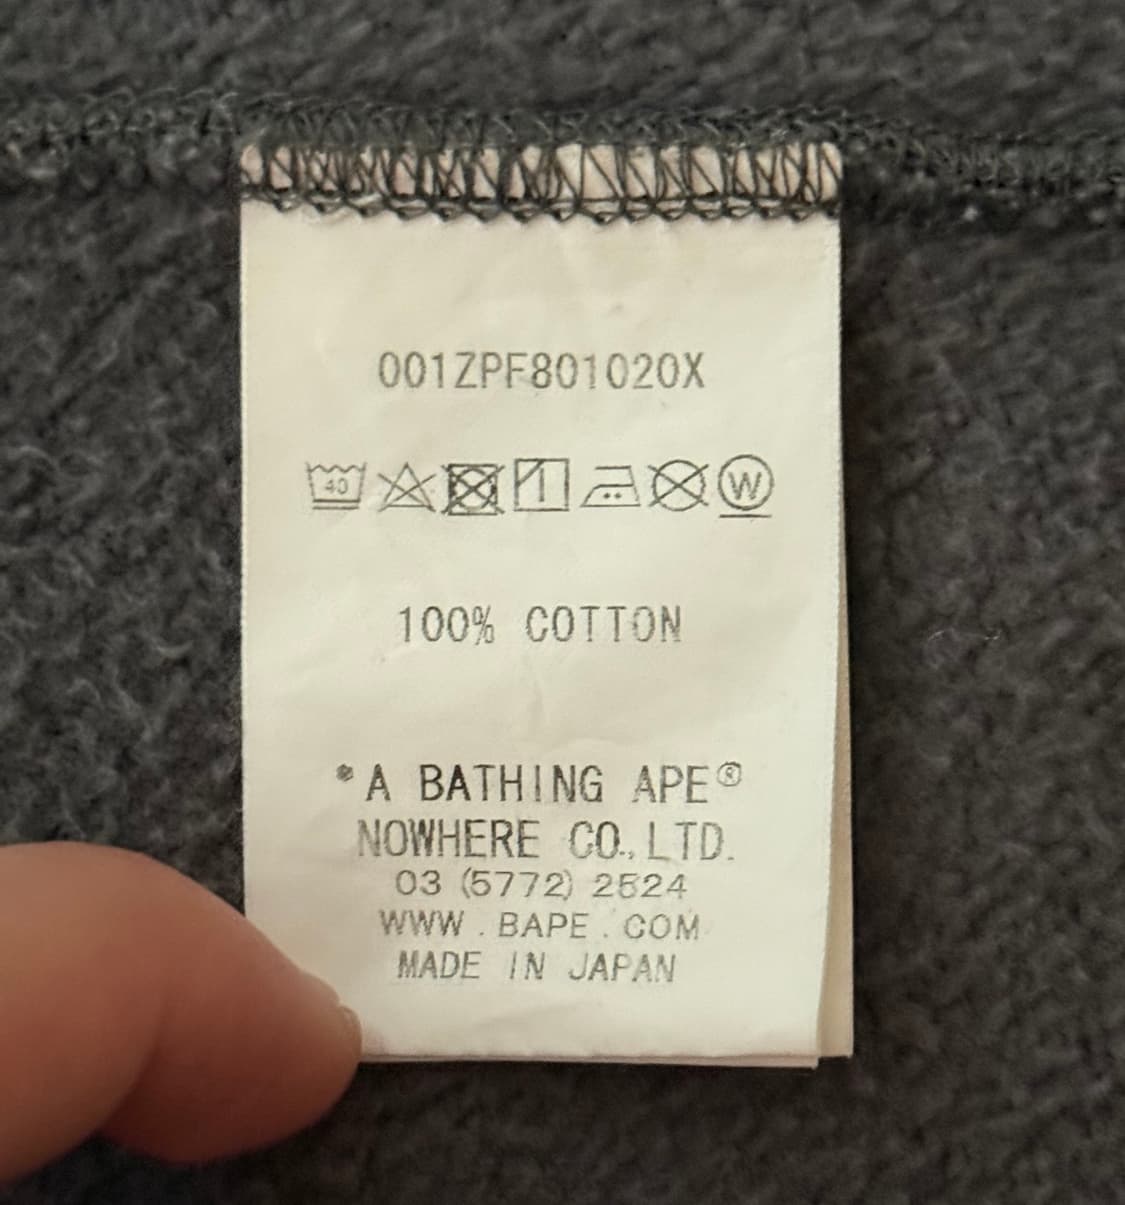 001ZPF801020X
40
W
100% COTTON
*A BATHING APE®
NOWHERE CO., LTD.
03 (5772) 2524
WWW . BAPE . COM
MADE IN JAPAN